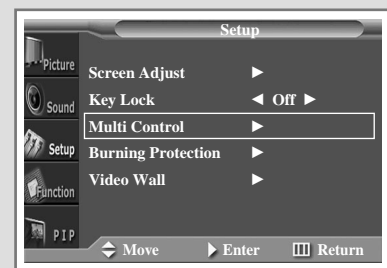 Setup
Picture
Sound
Setup
Function
PIP
Screen Adjust ►
Key Lock ◄ Off ►
Multi Control ►
Burning Protection ►
Video Wall ►
Move Enter Return